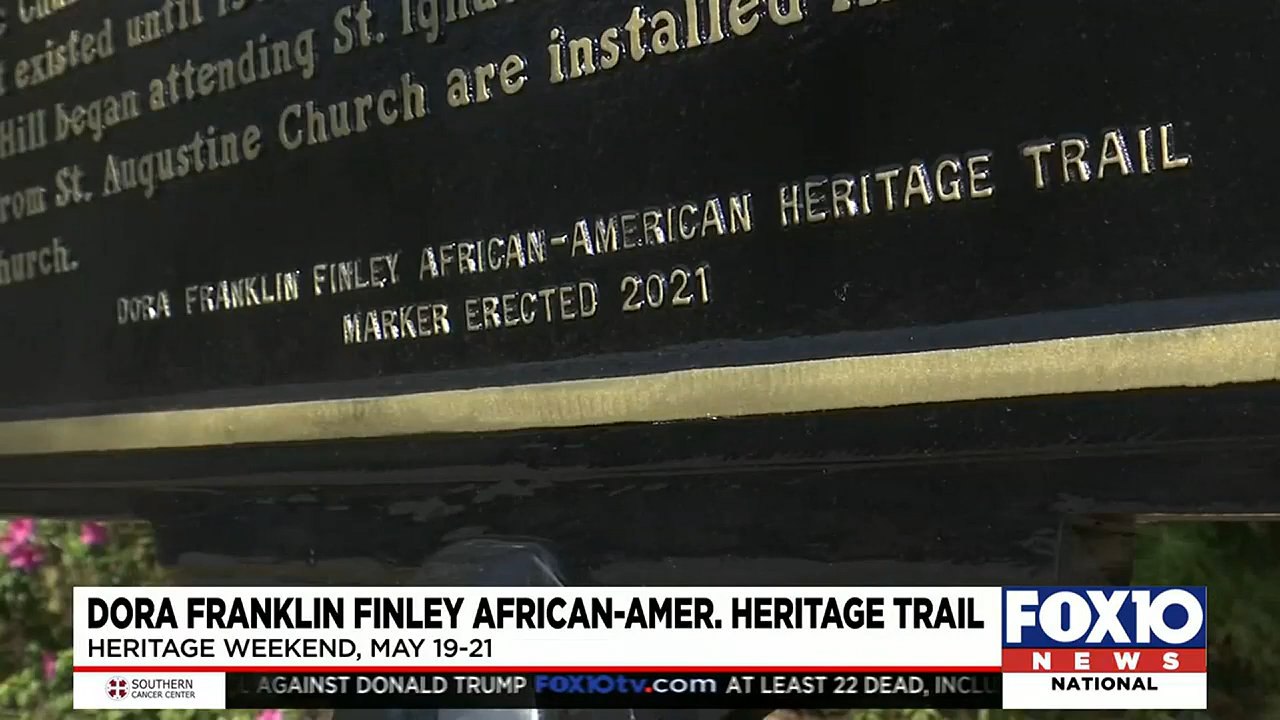 existed until
Hill began attending St.
from St. Augustine Church are installed
church.
DORA FRANKLIN FINLEY AFRICAN-AMERICAN HERITAGE TRAIL
MARKER ERECTED 2021
DORA FRANKLIN FINLEY AFRICAN-AMER. HERITAGE TRAIL
HERITAGE WEEKEND, MAY 19-21
FOX10
NEWS
NATIONAL
SOUTHERN
CANCER CENTER
AGAINST DONALD TRUMP FOX10tv.com AT LEAST 22 DEAD,